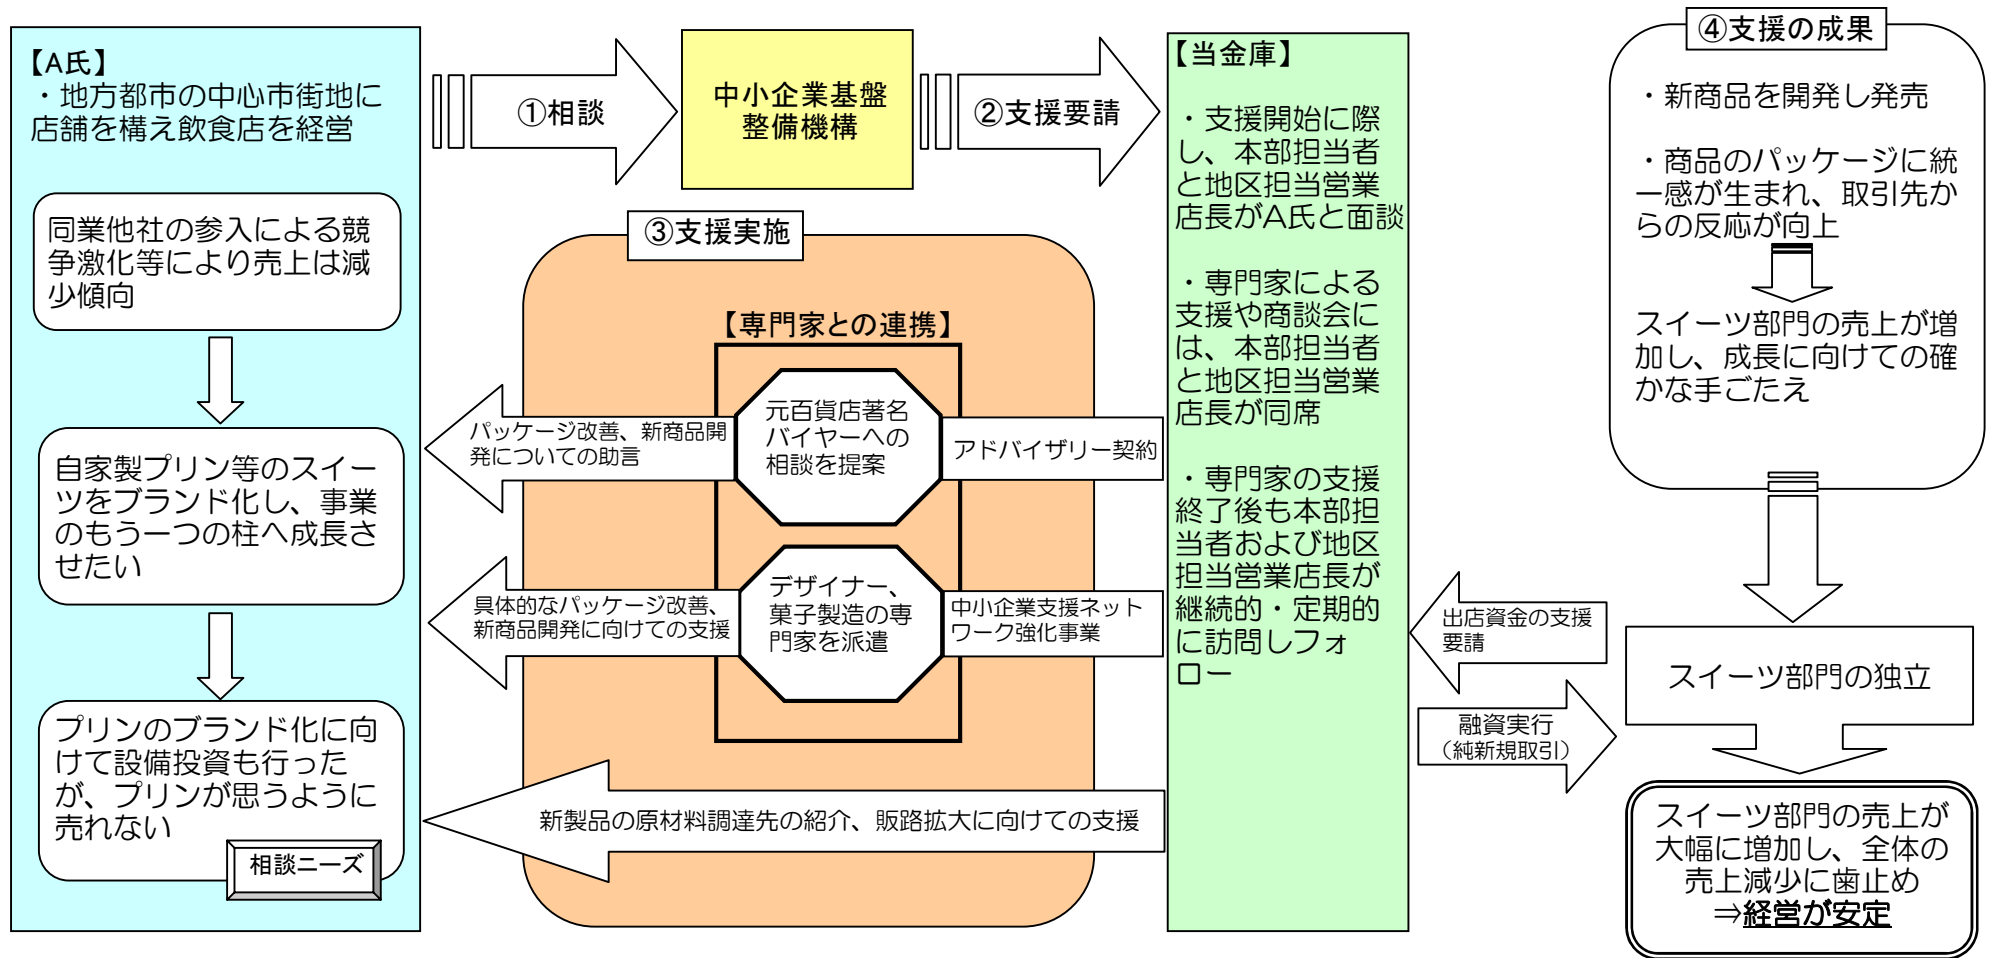 【A氏】
・地方都市の中心市街地に
店舗を構え飲食店を経営
同業他社の参入による競
争激化等により売上は減
少傾向
自家製プリン等のスイー
ツをブランド化し、事業
のもう一つの柱へ成長さ
せたい
プリンのブランド化に向
けて設備投資も行った
が、プリンが思うように
売れない
相談ニーズ
①相談
中小企業基盤
整備機構
②支援要請
③支援実施
【専門家との連携】
元百貨店著名
バイヤーへの
相談を提案
アドバイザリー契約
パッケージ改善、新商品開
発についての助言
デザイナー、
菓子製造の専
門家を派遣
中小企業支援ネット
ワーク強化事業
具体的なパッケージ改善、
新商品開発に向けての支援
新製品の原材料調達先の紹介、販路拡大に向けての支援
【当金庫】
・支援開始に際
し、本部担当者
と地区担当営業
店長がA氏と面談
・専門家による
支援や商談会に
は、本部担当者
と地区担当営業
店長が同席
・専門家の支援
終了後も本部担
当者および地区
担当営業店長が
継続的・定期的
に訪問しフォ
ロー
④支援の成果
・新商品を開発し発売
・商品のパッケージに統
一感が生まれ、取引先か
らの反応が向上
スイーツ部門の売上が増
加し、成長に向けての確
かな手ごたえ
スイーツ部門の独立
出店資金の支援
要請
融資実行
（純新規取引）
スイーツ部門の売上が
大幅に増加し、全体の
売上減少に歯止め
⇒経営が安定